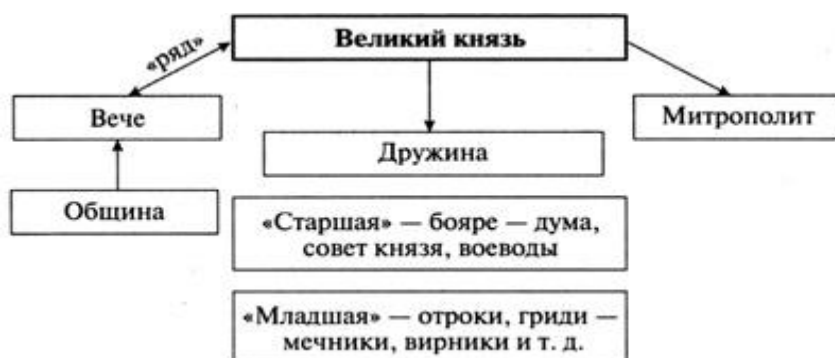 Великий князь
«ряд»
Вече
Митрополит
Дружина
Община
«Старшая» — бояре — дума,
совет князя, воеводы
«Младшая» — отроки, гриди —
мечники, вирники и т. д.